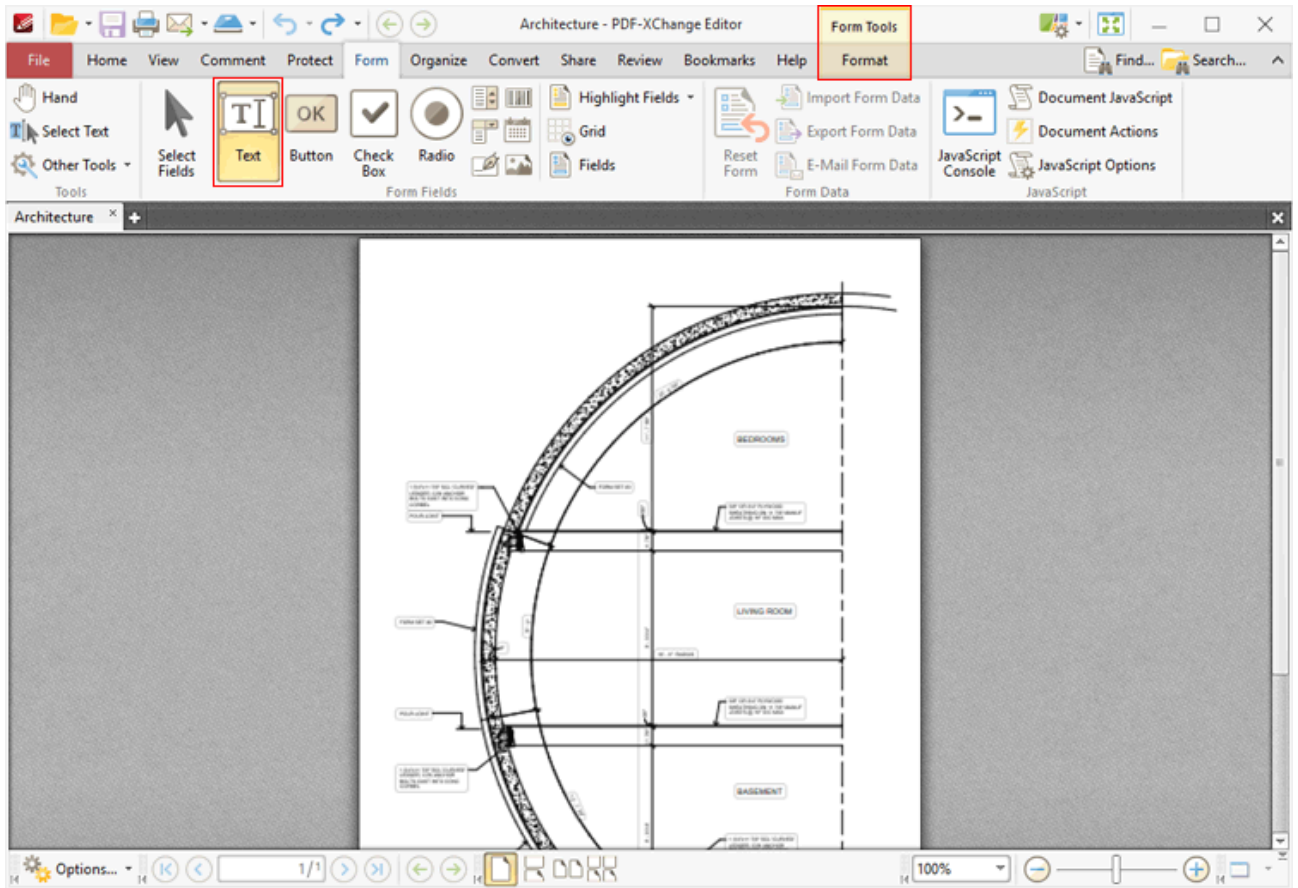 Architecture - PDF-XChange Editor
Form Tools
File Home View Comment Protect Form Organize Convert Share Review Bookmarks Help Format Find... Search...
Hand
Select Text
Other Tools
Tools
Select Fields
Text
OK
Button
Check Box
Radio
Highlight Fields
Grid
Fields
Form Fields
Reset Form
Import Form Data
Export Form Data
E-Mail Form Data
Form Data
JavaScript Console
Document JavaScript
Document Actions
JavaScript Options
JavaScript
Architecture
BEDROOMS
LIVING ROOM
BASEMENT
Options... 1/1 100%